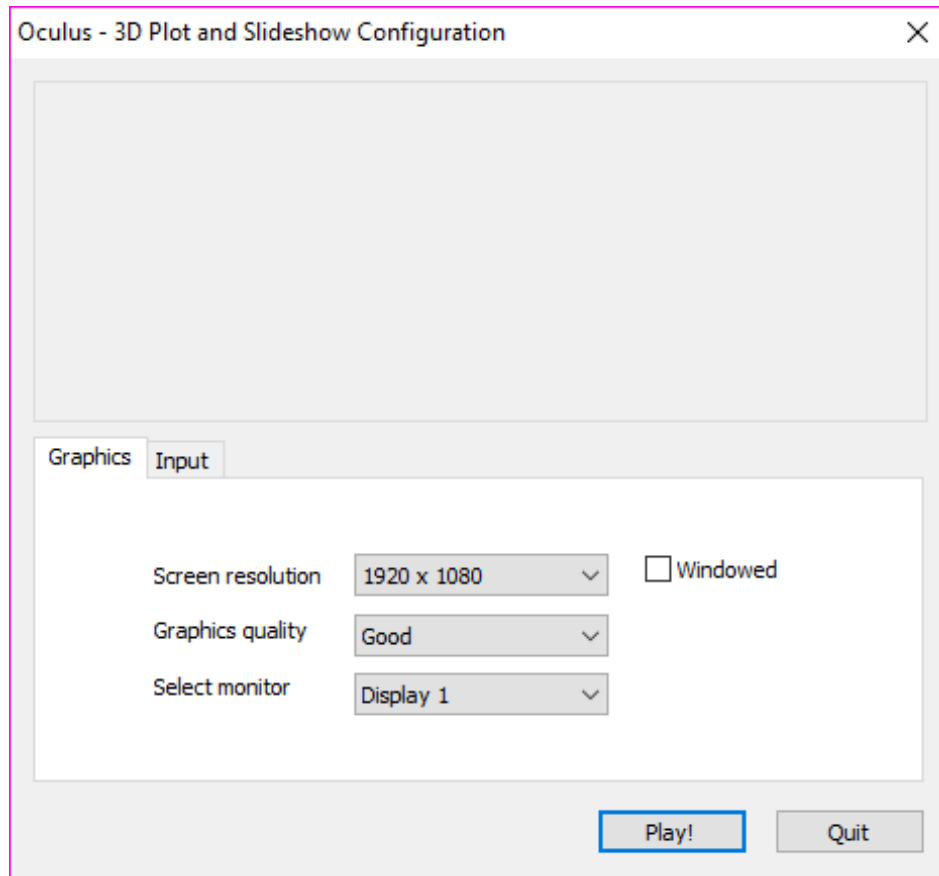 Oculus - 3D Plot and Slideshow Configuration
Graphics
Input
Screen resolution
1920 x 1080
Windowed
Graphics quality
Good
Select monitor
Display 1
Play!
Quit